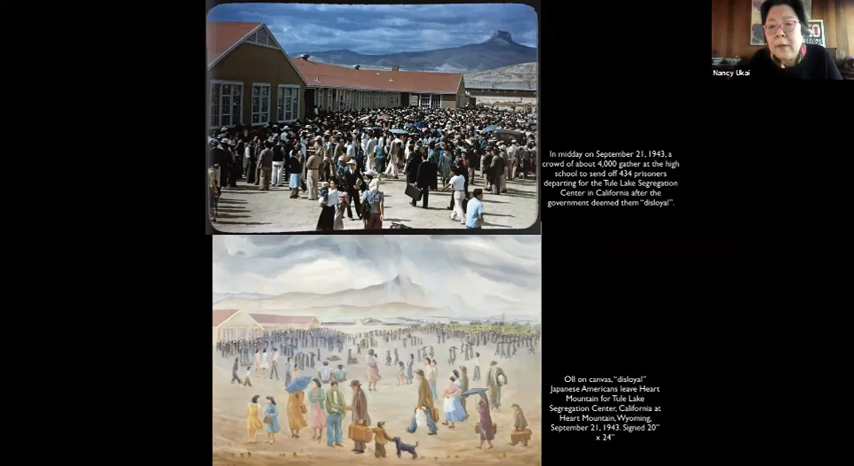 Nancy Ukai
In midday on September 21, 1943, a
crowd of about 4,000 gather at the high
school to send off 434 prisoners
departing for the Tule Lake Segregation
Center in California after the
government deemed them "disloyal".
Oll on canvas, "disloyal"
Japanese Americans leave Heart
Mountain for Tule Lake
Segregation Center, California at
Heart Mountain, Wyoming,
September 21, 1943. Signed 20"
x 24"